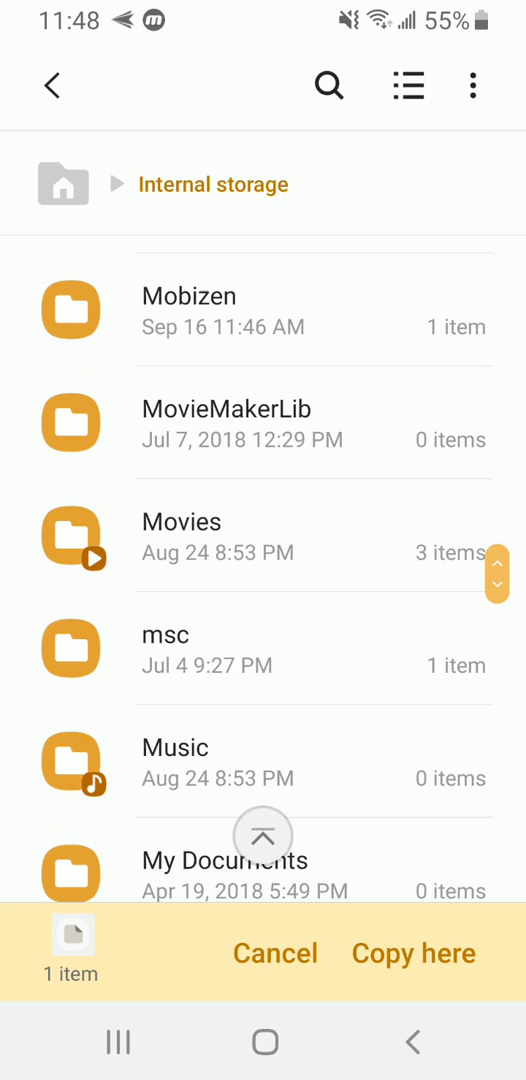 11:48 m 55%
Internal storage
Mobizen
Sep 16 11:46 AM 1 item
MovieMakerLib
Jul 7, 2018 12:29 PM 0 items
Movies
Aug 24 8:53 PM 3 items
msc
Jul 4 9:27 PM 1 item
Music
Aug 24 8:53 PM 0 items
My Documents
Apr 19, 2018 5:49 PM 0 items
1 item Cancel Copy here